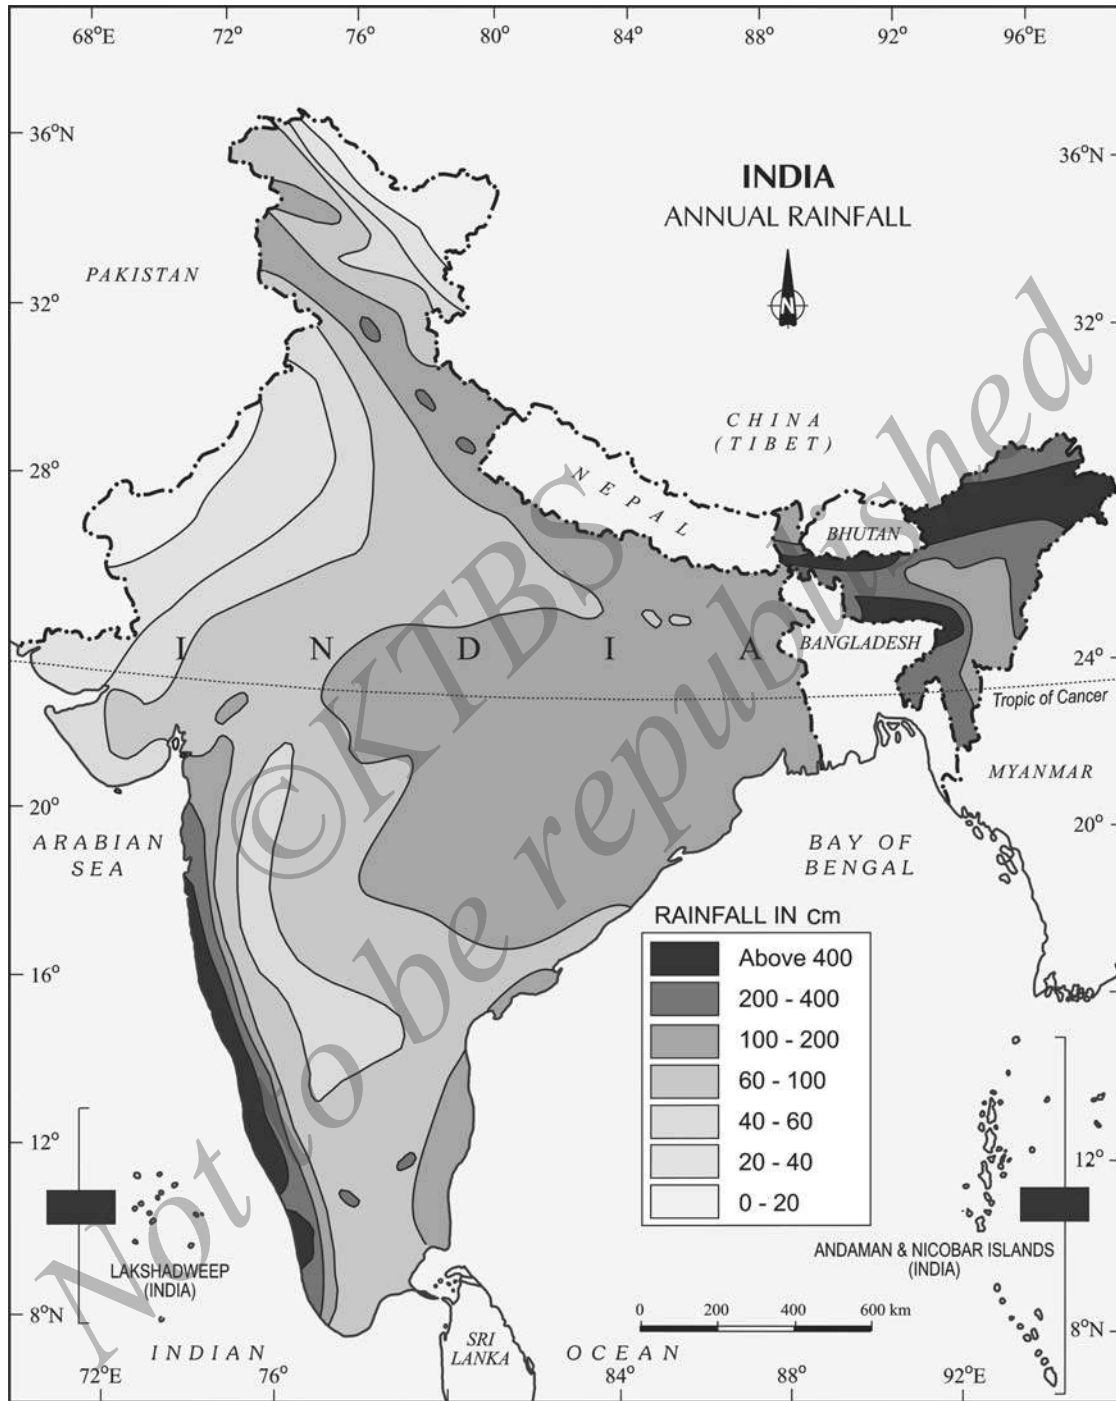 68°E 72° 76° 80° 84° 88° 92° 96°E
36°N
36°N
INDIA
ANNUAL RAINFALL
N
PAKISTAN
32°
32°
CHINA
(TIBET)
28°
NEPAL
BHUTAN
BANGLADESH
INDIA
24°
Tropic of Cancer
MYANMAR
20°
20°
ARABIAN
SEA
BAY OF
BENGAL
RAINFALL IN cm
Above 400
200 - 400
100 - 200
60 - 100
40 - 60
20 - 40
0 - 20
16°
12°
12°
LAKSHADWEEP
(INDIA)
ANDAMAN & NICOBAR ISLANDS
(INDIA)
0 200 400 600 km
8°N
8°N
SRI
LANKA
INDIAN OCEAN
72°E 76° 84° 88° 92°E
©KTBS
Not to be republished